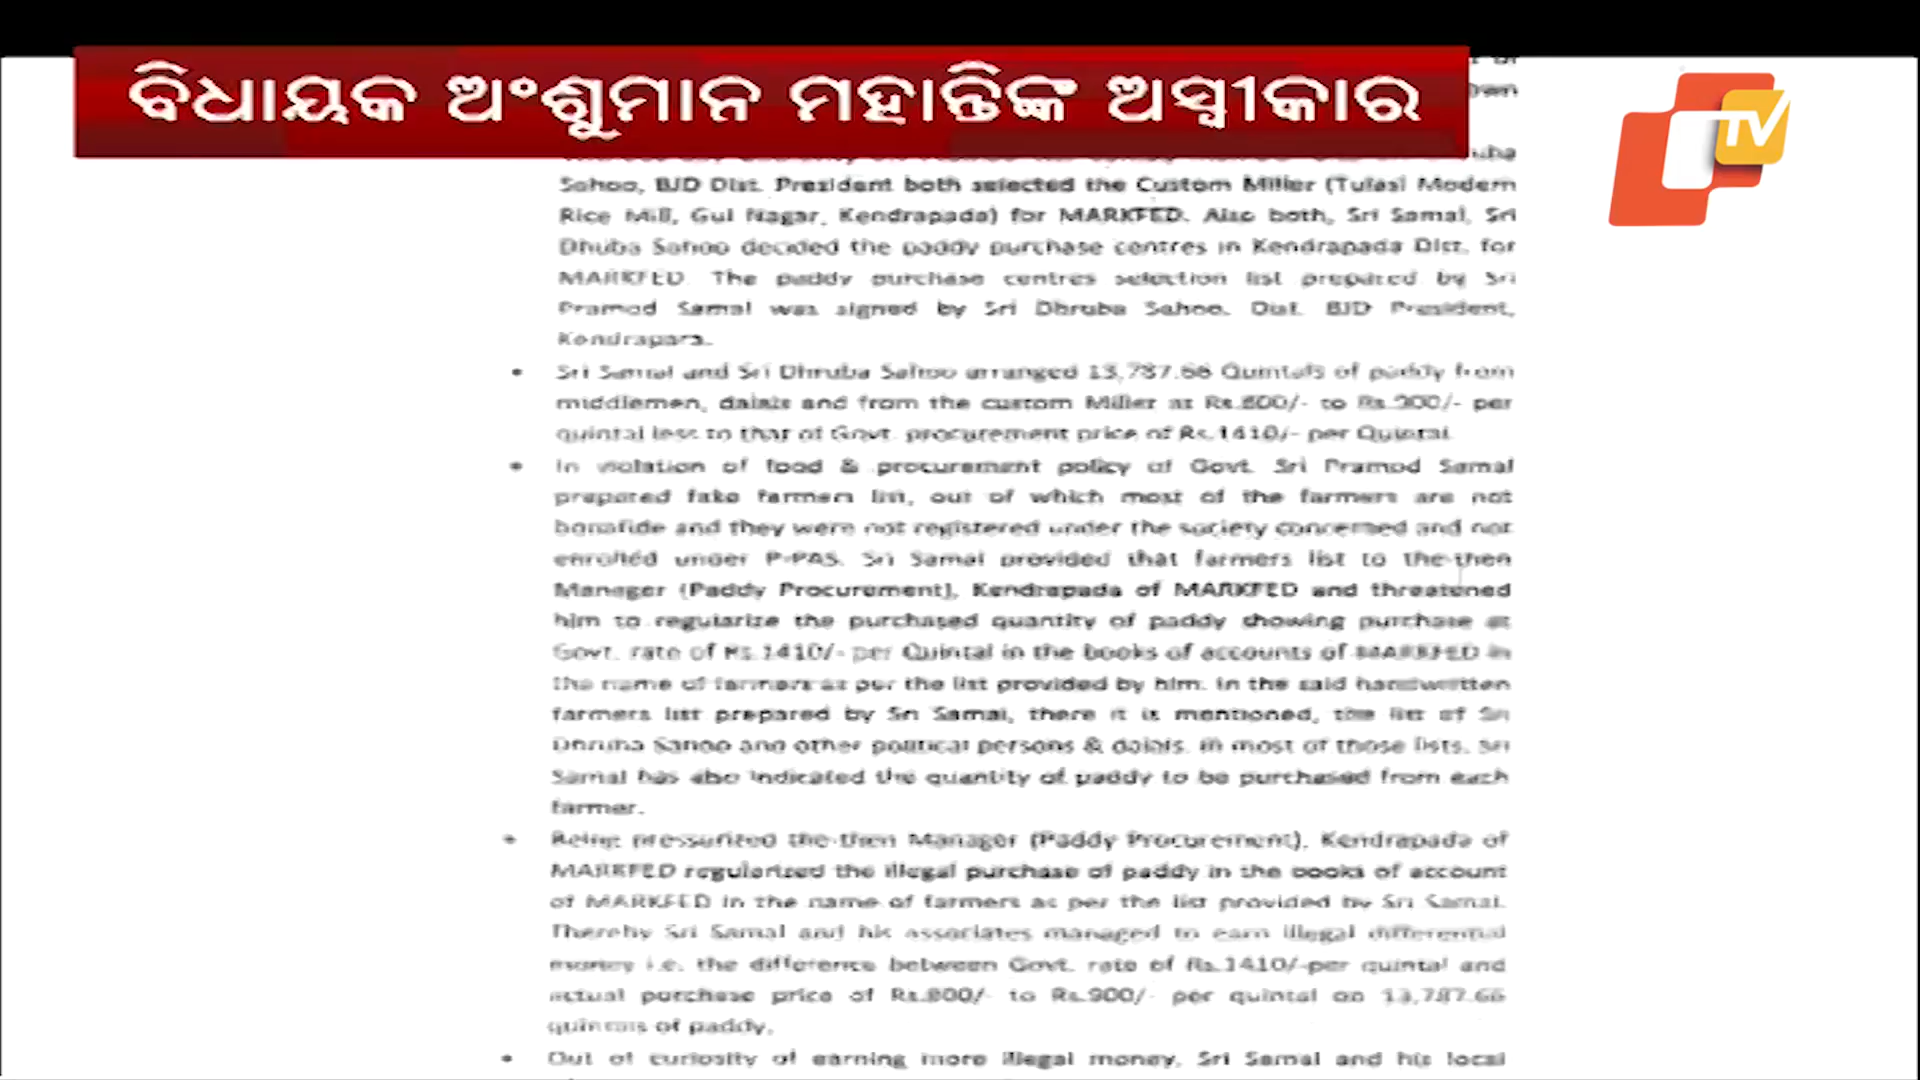 ବିଧାୟକ ଅଂଶୁମାନ ମହାନ୍ତିଙ୍କ ଅସ୍ୱୀକାର
TV
Sahoo, BJD Dist. President both selected the Custom Miller (Tulasi Modern
Rice Mill, Gul Nagar, Kendrapada) for MARKFED. Also both, Sri Samal, Sri
Dhuba Sahoo decided the paddy purchase centres in Kendrapada Dist. for
MARKFED. The paddy purchase centres selection list prepared by Sri
Pramod Samal was signed by Sri Dhruba Sahoo, Dist. BJD President,
Kendrapara.
• Sri Samal and Sri Dhruba Sahoo arranged 13,787.66 Quintals of paddy from
middlemen, dalals and from the custom Miller at Rs.800/- to Rs.900/- per
quintal less to that of Govt. procurement price of Rs.1410/- per Quintal.
• In violation of food & procurement policy of Govt. Sri Pramod Samal
prepared fake farmers list, out of which most of the farmers are not
bonafide and they were not registered under the society concerned and not
enrolled under P-PAS. Sri Samal provided that farmers list to the-then
Manager (Paddy Procurement), Kendrapada of MARKFED and threatened
him to regularize the purchased quantity of paddy showing purchase at
Govt. rate of Rs.1410/- per Quintal in the books of accounts of MARKFED in
the name of farmers as per the list provided by him. In the said handwritten
farmers list prepared by Sri Samal, there it is mentioned, the list of Sri
Dhruba Sahoo and other political persons & dalals. In most of those lists, Sri
Samal has also indicated the quantity of paddy to be purchased from each
farmer.
• Being pressurized the-then Manager (Paddy Procurement), Kendrapada of
MARKFED regularized the illegal purchase of paddy in the books of account
of MARKFED in the name of farmers as per the list provided by Sri Samal.
Thereby Sri Samal and his associates managed to earn illegal differential
money i.e. the difference between Govt. rate of Rs.1410/-per quintal and
actual purchase price of Rs.800/- to Rs.900/- per quintal on 13,787.66
quintals of paddy.
• Out of curiosity of earning more illegal money, Sri Samal and his local